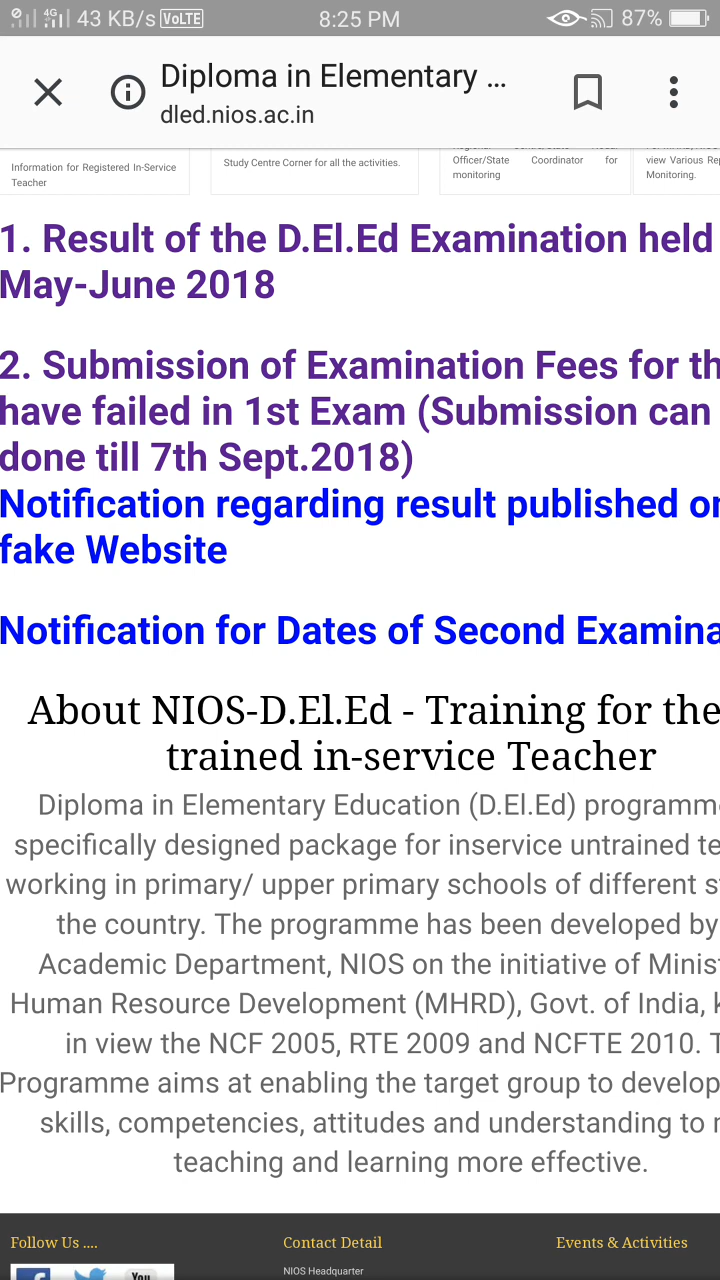 43 KB/s VoLTE 8:25 PM 87%
4G
Diploma in Elementary ...
dled.nios.ac.in
Information for Registered In-Service
Teacher
Study Centre Corner for all the activities.
Officer/State Coordinator for
monitoring
view Various Rep
Monitoring.
1. Result of the D.El.Ed Examination held
May-June 2018
2. Submission of Examination Fees for th
have failed in 1st Exam (Submission can
done till 7th Sept.2018)
Notification regarding result published or
fake Website
Notification for Dates of Second Examina
About NIOS-D.El.Ed - Training for the
trained in-service Teacher
Diploma in Elementary Education (D.El.Ed) programm
specifically designed package for inservice untrained te
working in primary/ upper primary schools of different s
the country. The programme has been developed by
Academic Department, NIOS on the initiative of Minis
Human Resource Development (MHRD), Govt. of India, k
in view the NCF 2005, RTE 2009 and NCFTE 2010. T
Programme aims at enabling the target group to develop
skills, competencies, attitudes and understanding to
teaching and learning more effective.
Follow Us ....
Contact Detail
Events & Activities
You
NIOS Headquarter